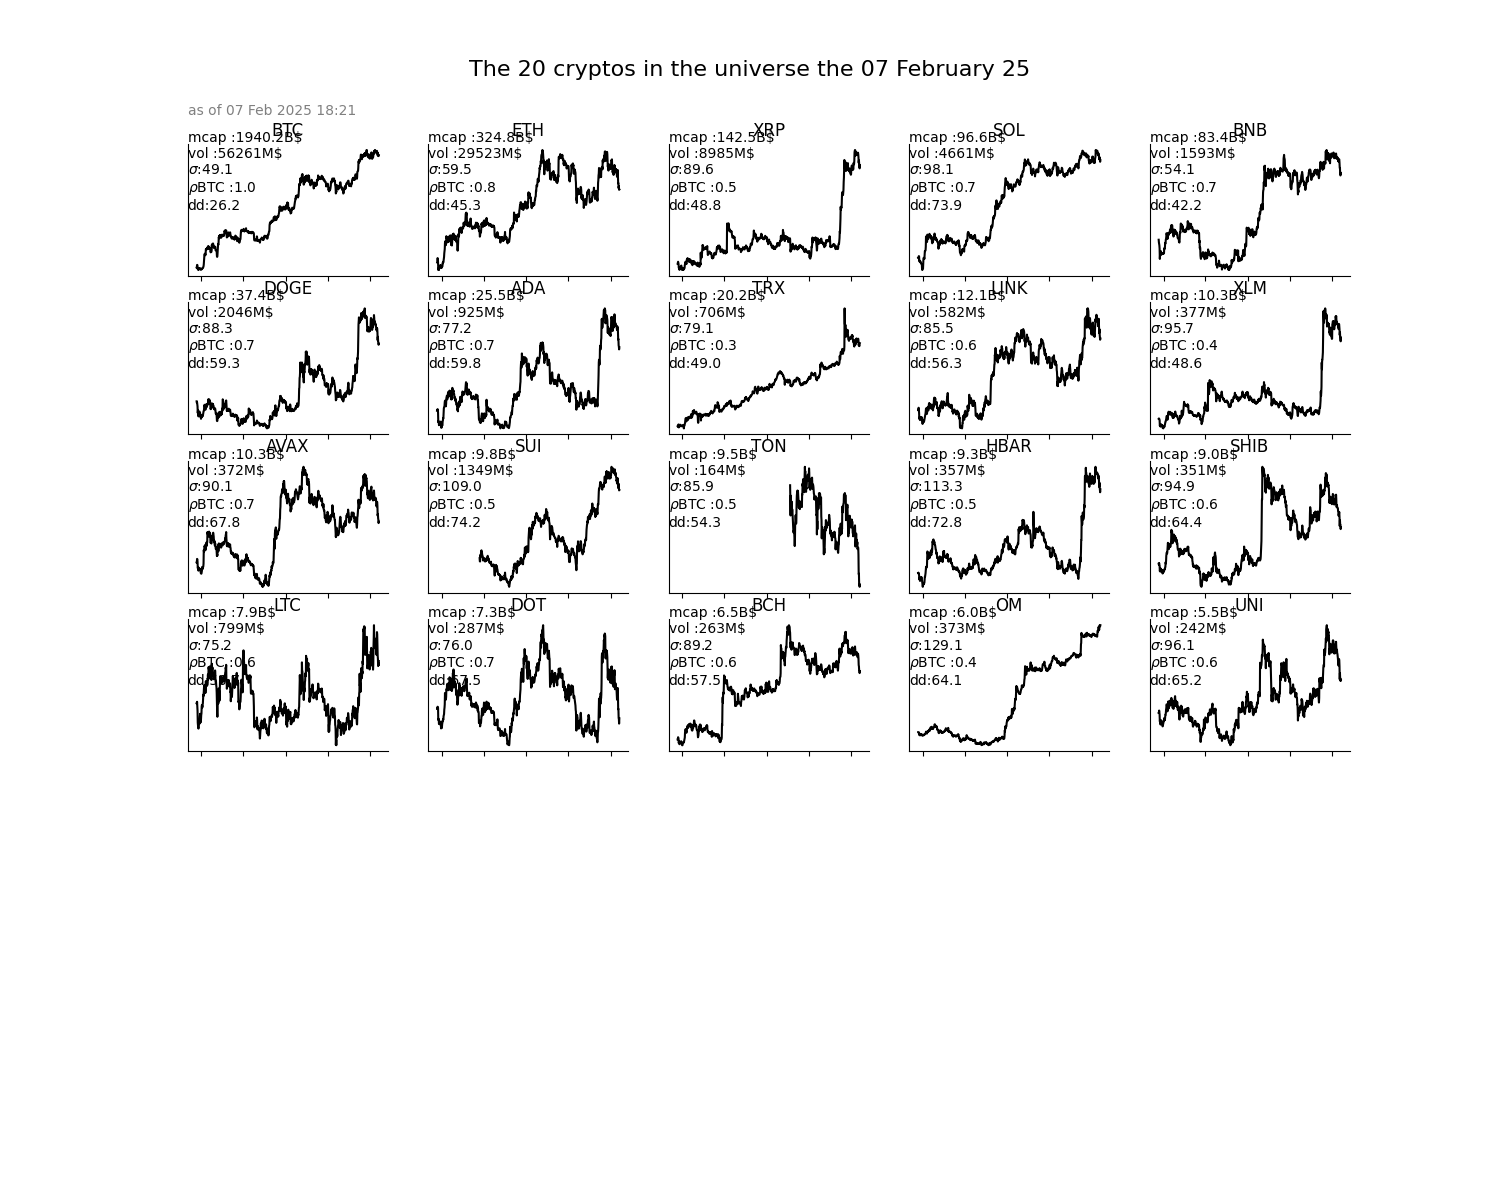 The 20 cryptos in the universe the 07 February 25
as of 07 Feb 2025 18:21
BTC
mcap :1940.2B$
vol :56261M$
σ:49.1
ρBTC :1.0
dd:26.2
ETH
mcap :324.8B$
vol :29523M$
σ:59.5
ρBTC :0.8
dd:45.3
XRP
mcap :142.5B$
vol :8985M$
σ:89.6
ρBTC :0.5
dd:48.8
SOL
mcap :96.6B$
vol :4661M$
σ:98.1
ρBTC :0.7
dd:73.9
BNB
mcap :83.4B$
vol :1593M$
σ:54.1
ρBTC :0.7
dd:42.2
DOGE
mcap :37.4B$
vol :2046M$
σ:88.3
ρBTC :0.7
dd:59.3
ADA
mcap :25.5B$
vol :925M$
σ:77.2
ρBTC :0.7
dd:59.8
TRX
mcap :20.2B$
vol :706M$
σ:79.1
ρBTC :0.3
dd:49.0
LINK
mcap :12.1B$
vol :582M$
σ:85.5
ρBTC :0.6
dd:56.3
XLM
mcap :10.3B$
vol :377M$
σ:95.7
ρBTC :0.4
dd:48.6
AVAX
mcap :10.3B$
vol :372M$
σ:90.1
ρBTC :0.7
dd:67.8
SUI
mcap :9.8B$
vol :1349M$
σ:109.0
ρBTC :0.5
dd:74.2
TON
mcap :9.5B$
vol :164M$
σ:85.9
ρBTC :0.5
dd:54.3
HBAR
mcap :9.3B$
vol :357M$
σ:113.3
ρBTC :0.5
dd:72.8
SHIB
mcap :9.0B$
vol :351M$
σ:94.9
ρBTC :0.6
dd:64.4
LTC
mcap :7.9B$
vol :799M$
σ:75.2
ρBTC :0.6
DOT
mcap :7.3B$
vol :287M$
σ:76.0
ρBTC :0.7
dd:67.5
BCH
mcap :6.5B$
vol :263M$
σ:89.2
ρBTC :0.6
dd:57.5
OM
mcap :6.0B$
vol :373M$
σ:129.1
ρBTC :0.4
dd:64.1
UNI
mcap :5.5B$
vol :242M$
σ:96.1
ρBTC :0.6
dd:65.2